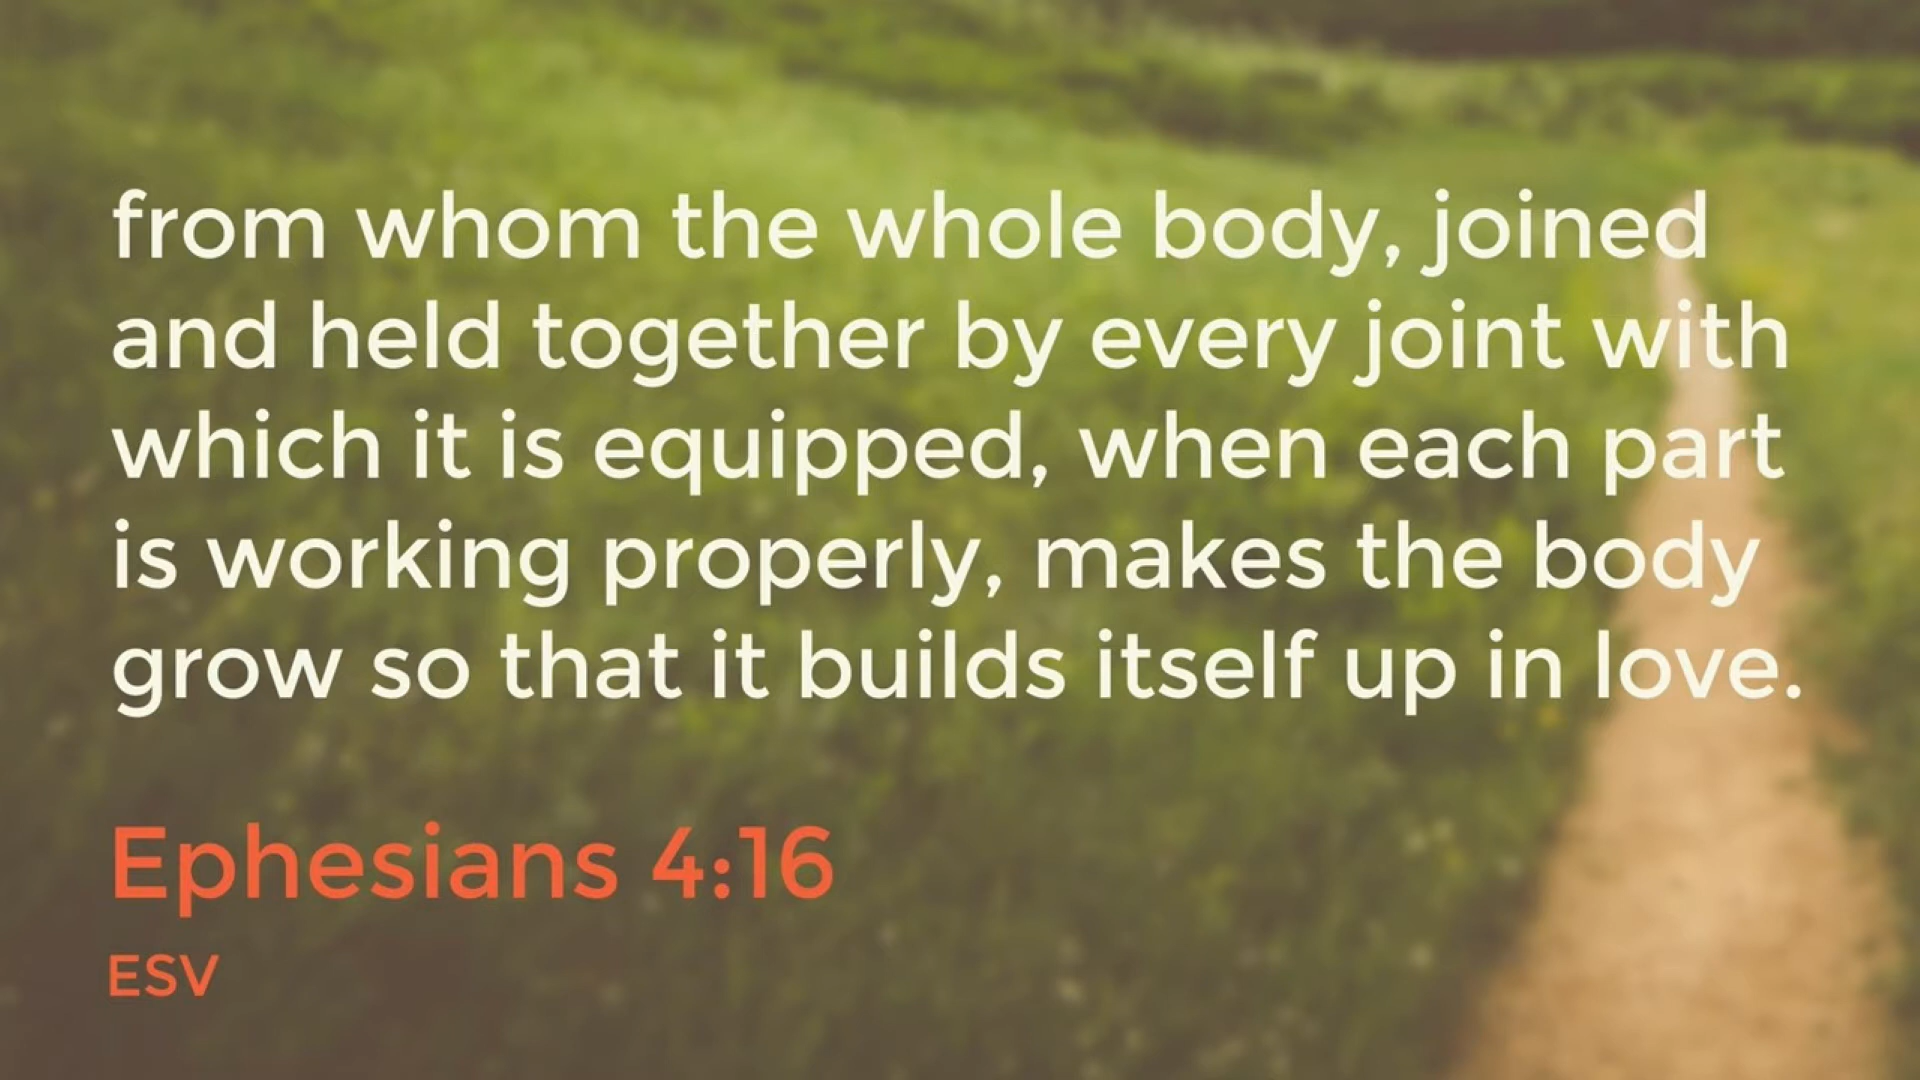 from whom the whole body, joined
and held together by every joint with
which it is equipped, when each part
is working properly, makes the body
grow so that it builds itself up in love.
Ephesians 4:16
ESV